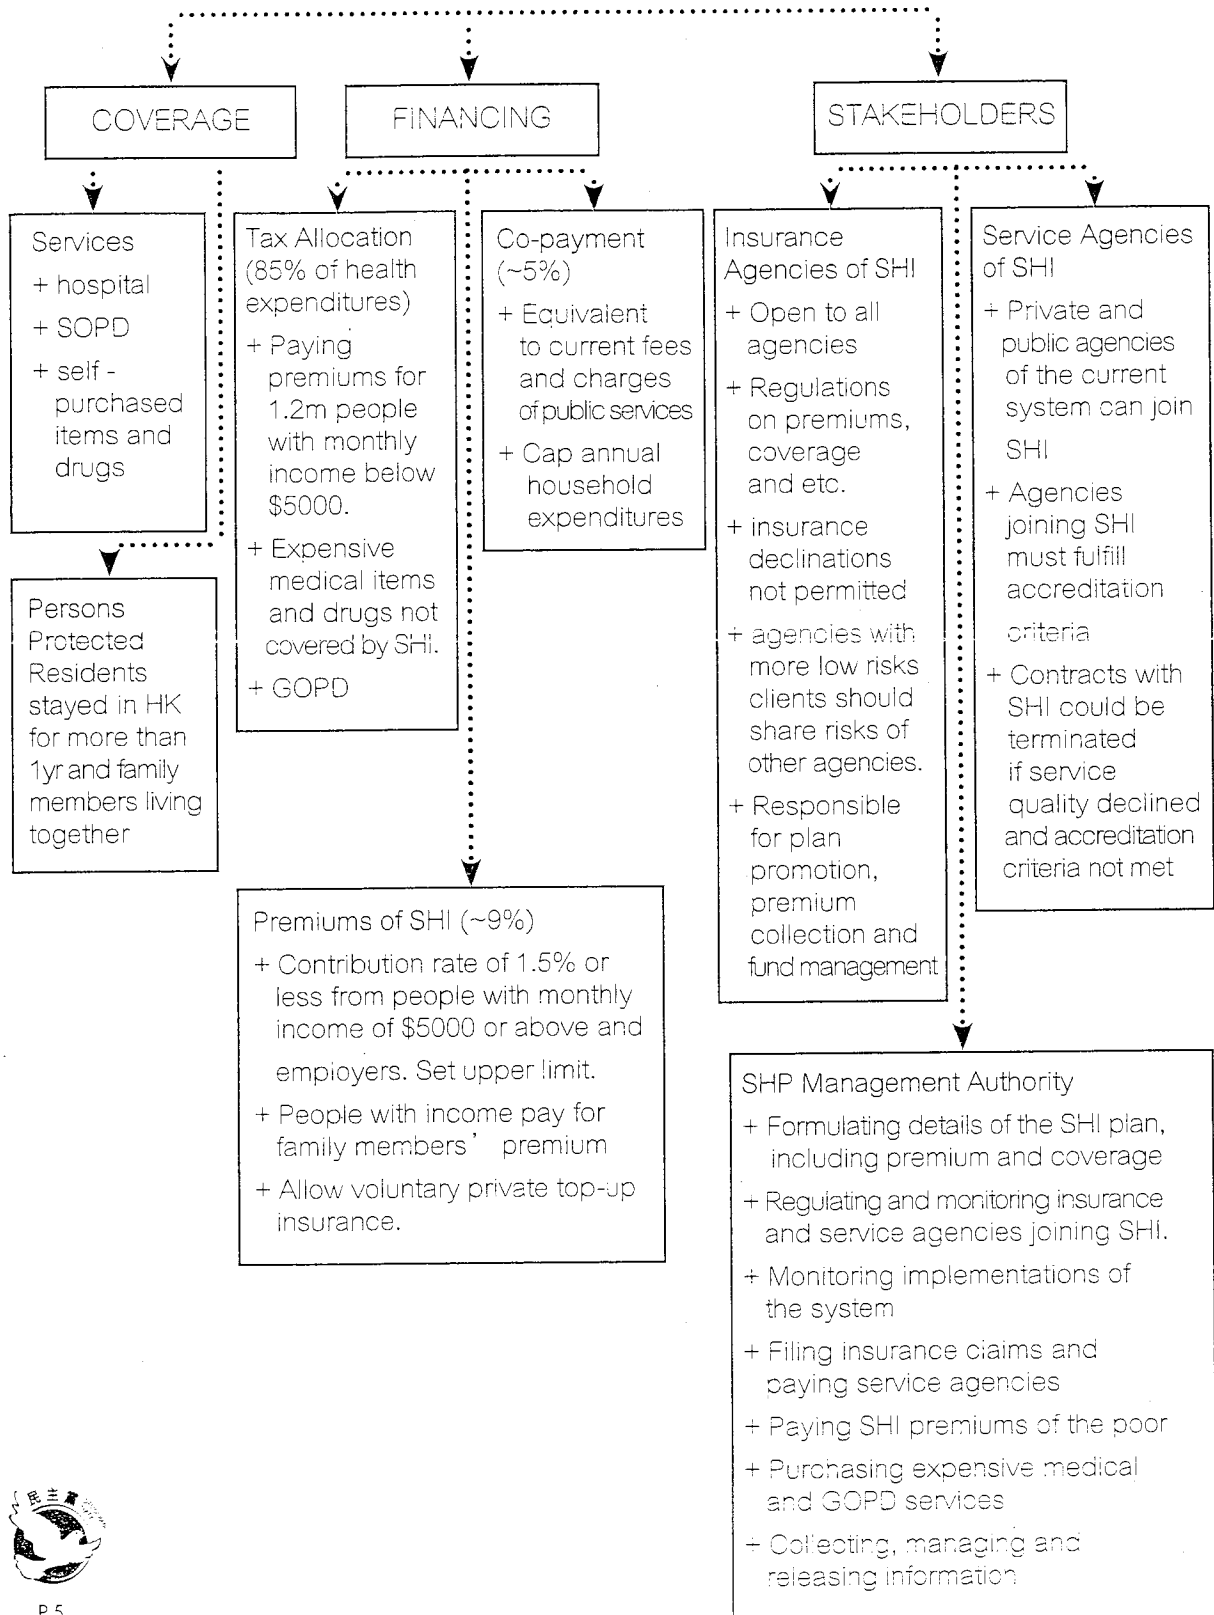 COVERAGE
FINANCING
STAKEHOLDERS
Services
+ hospital
+ SOPD
+ self -
purchased
items and
drugs
Persons
Protected
Residents
stayed in HK
for more than
1yr and family
members living
together
Tax Allocation
(85% of health
expenditures)
+ Paying
premiums for
1.2m people
with monthly
income below
$5000.
+ Expensive
medical items
and drugs not
covered by SHI.
+ GOPD
Co-payment
(~5%)
+ Equivalent
to current fees
and charges
of public services
+ Cap annual
household
expenditures
Premiums of SHI (~9%)
+ Contribution rate of 1.5% or
less from people with monthly
income of $5000 or above and
employers. Set upper limit.
+ People with income pay for
family members' premium
+ Allow voluntary private top-up
insurance.
Insurance
Agencies of SHI
+ Open to all
agencies
+ Regulations
on premiums,
coverage
and etc.
+ insurance
declinations
not permitted
+ agencies with
more low risks
clients should
share risks of
other agencies.
+ Responsible
for plan
promotion,
premium
collection and
fund management
Service Agencies
of SHI
+ Private and
public agencies
of the current
system can join
SHI
+ Agencies
joining SHI
must fulfill
accreditation
criteria
+ Contracts with
SHI could be
terminated
if service
quality declined
and accreditation
criteria not met
SHP Management Authority
+ Formulating details of the SHI plan,
including premium and coverage
+ Regulating and monitoring insurance
and service agencies joining SHI.
+ Monitoring implementations of
the system
+ Filing insurance claims and
paying service agencies
+ Paying SHI premiums of the poor
+ Purchasing expensive medical
and GOPD services
+ Collecting, managing and
releasing information
民主黨
P.5